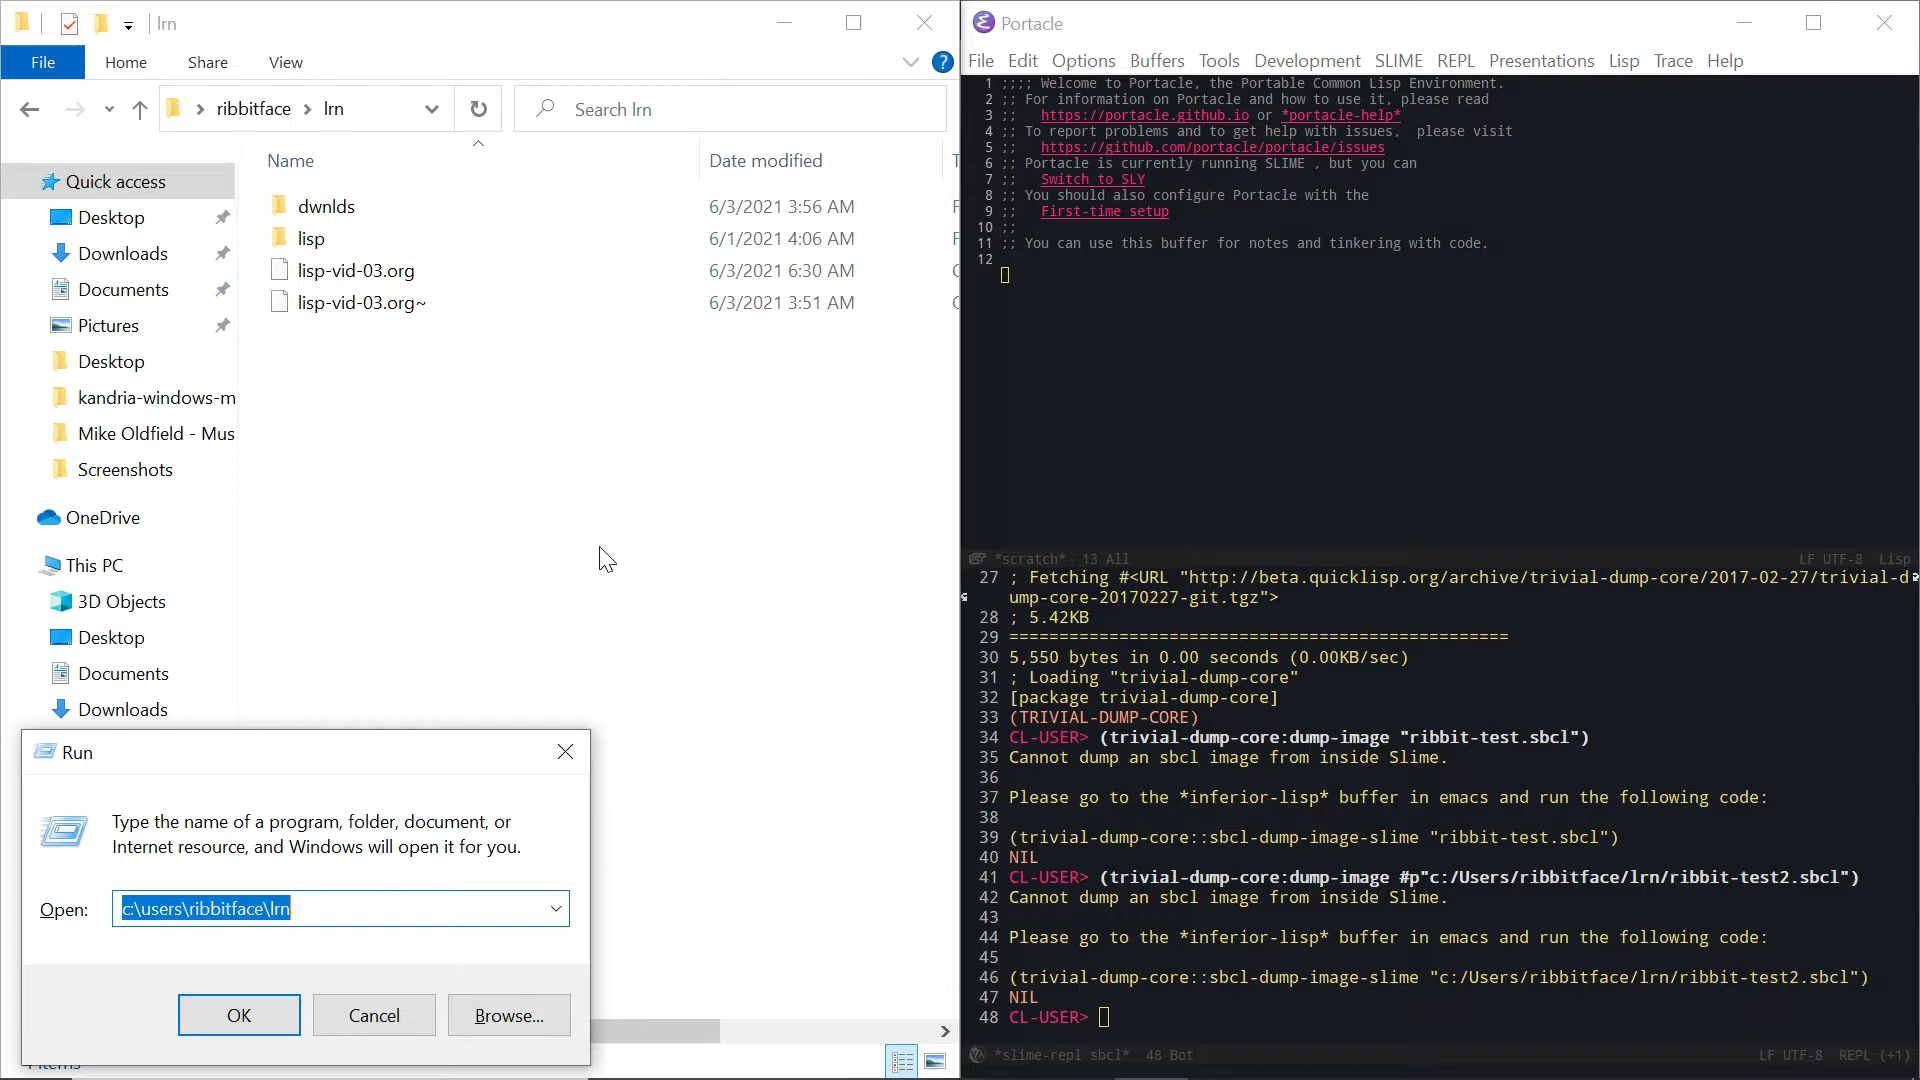 lrn
File
Home
Share
View
ribbitface
lrn
Search lrn
Name
Date modified
Quick access
Desktop
Downloads
Documents
Pictures
Desktop
kandria-windows-m
Mike Oldfield - Mus
Screenshots
OneDrive
This PC
3D Objects
Desktop
Documents
Downloads
dwnlds 6/3/2021 3:56 AM
lisp 6/1/2021 4:06 AM
lisp-vid-03.org 6/3/2021 6:30 AM
lisp-vid-03.org~ 6/3/2021 3:51 AM
Run
Type the name of a program, folder, document, or
Internet resource, and Windows will open it for you.
Open: c:\users\ribbitface\lrn
OK
Cancel
Browse...
Portacle
File Edit Options Buffers Tools Development SLIME REPL Presentations Lisp Trace Help
1 ;;;; Welcome to Portacle, the Portable Common Lisp Environment.
2 ;; For information on Portacle and how to use it, please read
3 ;; https://portacle.github.io or *portacle-help*
4 ;; To report problems and to get help with issues, please visit
5 ;; https://github.com/portacle/portacle/issues
6 ;; Portacle is currently running SLIME , but you can
7 ;; Switch to SLY
8 ;; You should also configure Portacle with the
9 ;; First-time setup
10 ;;
11 ;; You can use this buffer for notes and tinkering with code.
12
*scratch* 13 All LF UTF-8 Lisp
27 ; Fetching #<URL "http://beta.quicklisp.org/archive/trivial-dump-core/2017-02-27/trivial-d
ump-core-20170227-git.tgz">
28 ; 5.42KB
29 ==================================================
30 5,550 bytes in 0.00 seconds (0.00KB/sec)
31 ; Loading "trivial-dump-core"
32 [package trivial-dump-core]
33 (TRIVIAL-DUMP-CORE)
34 CL-USER> (trivial-dump-core:dump-image "ribbit-test.sbcl")
35 Cannot dump an sbcl image from inside Slime.
36
37 Please go to the *inferior-lisp* buffer in emacs and run the following code:
38
39 (trivial-dump-core::sbcl-dump-image-slime "ribbit-test.sbcl")
40 NIL
41 CL-USER> (trivial-dump-core:dump-image #p"c:/Users/ribbitface/lrn/ribbit-test2.sbcl")
42 Cannot dump an sbcl image from inside Slime.
43
44 Please go to the *inferior-lisp* buffer in emacs and run the following code:
45
46 (trivial-dump-core::sbcl-dump-image-slime "c:/Users/ribbitface/lrn/ribbit-test2.sbcl")
47 NIL
48 CL-USER>
*slime-repl sbcl* 48 Bot LF UTF-8 REPL (+1)